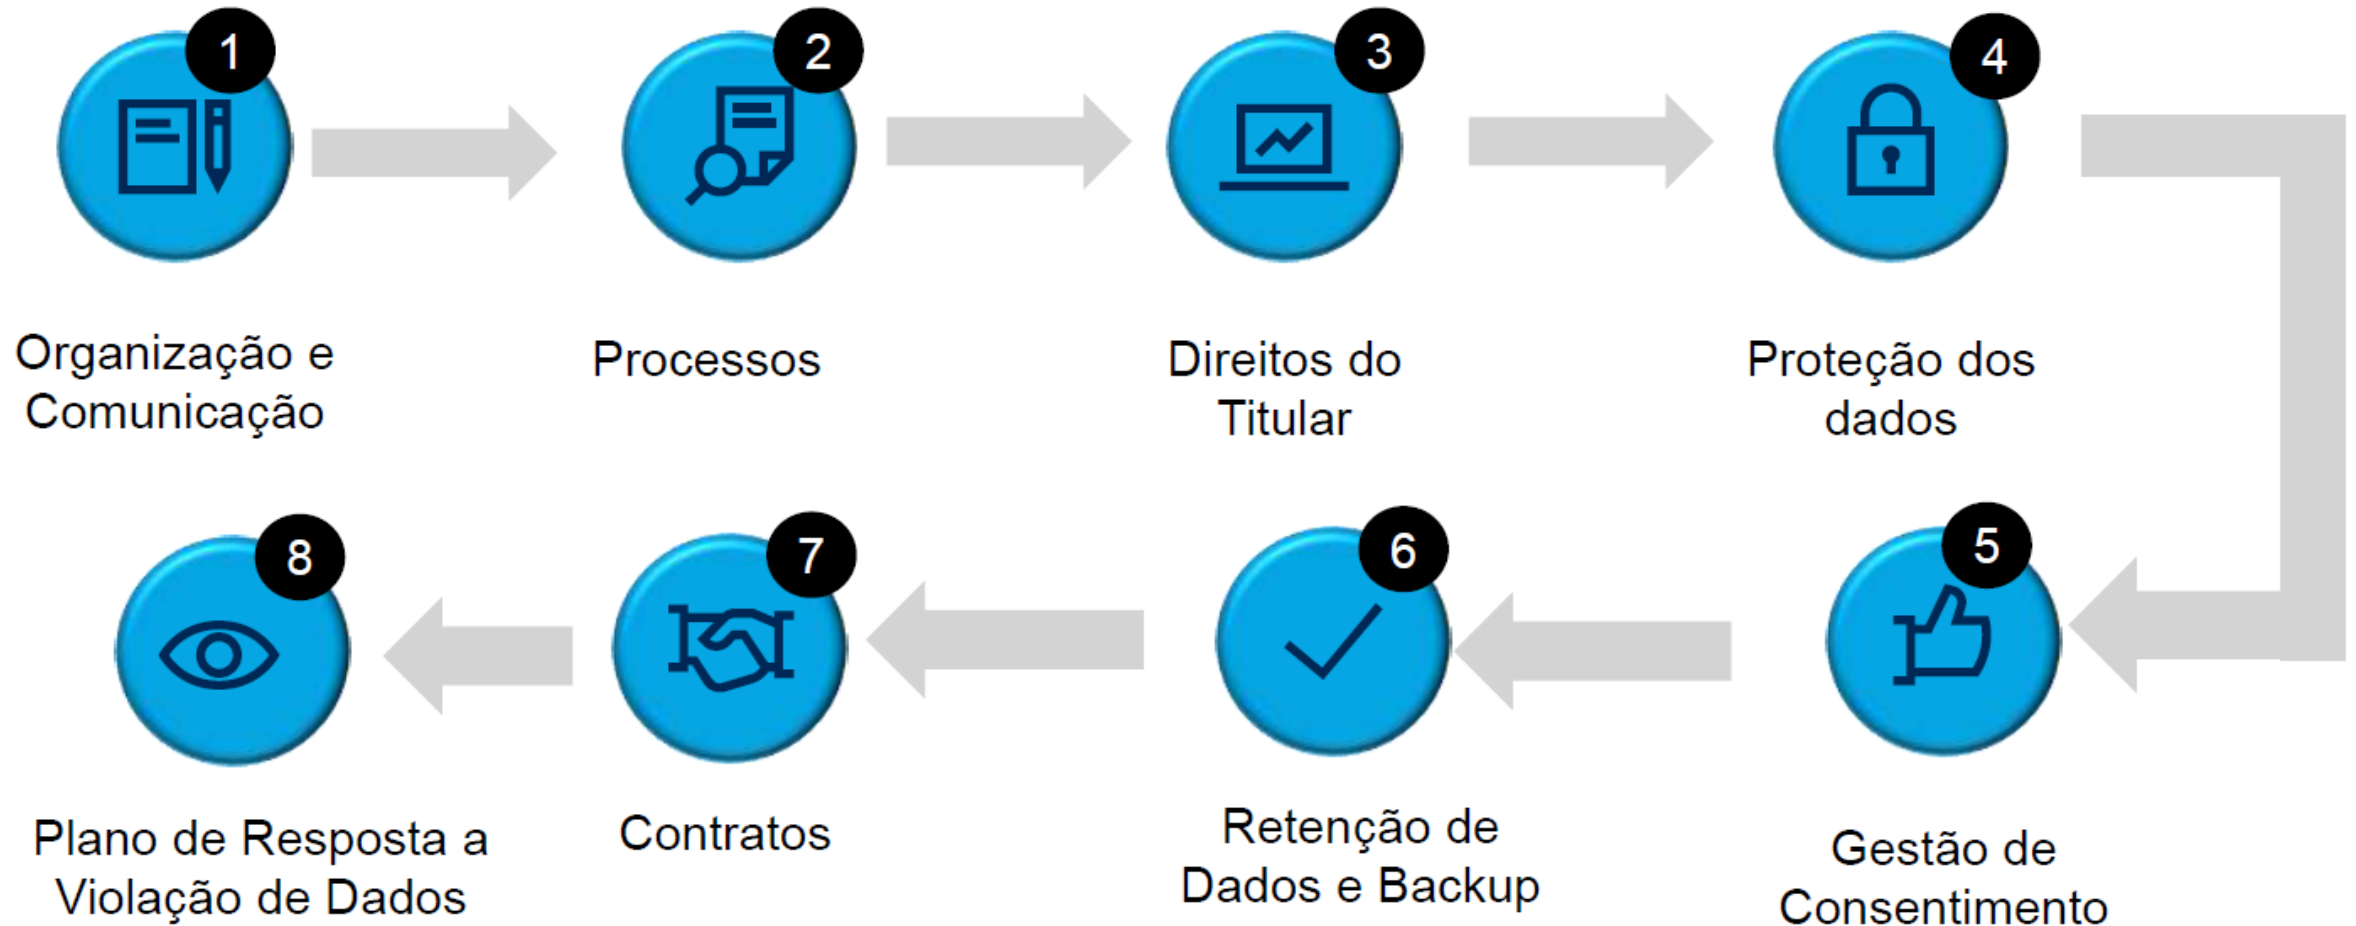 1
Organização e
Comunicação
2
Processos
3
Direitos do
Titular
4
Proteção dos
dados
5
Gestão de
Consentimento
6
Retenção de
Dados e Backup
7
Contratos
8
Plano de Resposta a
Violação de Dados